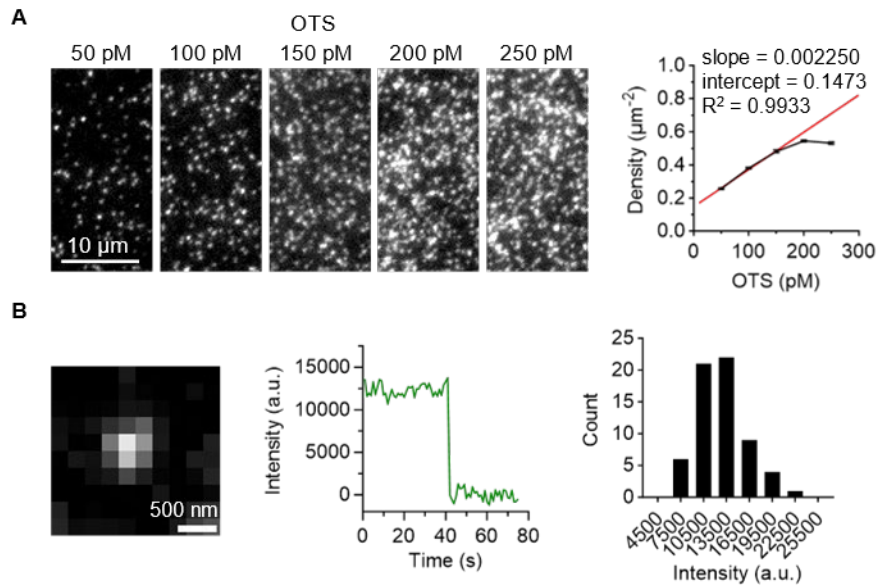 A
OTS
50 pM 100 pM 150 pM 200 pM 250 pM
10 µm
slope = 0.002250
intercept = 0.1473
R² = 0.9933
Density (µm⁻²)
1.0
0.8
0.6
0.4
0.2
0.0
0 100 200 300
OTS (pM)
B
500 nm
Intensity (a.u.)
15000
10000
5000
0
0 20 40 60 80
Time (s)
Count
25
20
15
10
5
0
4500 7500 10500 13500 16500 19500 22500 25500
Intensity (a.u.)